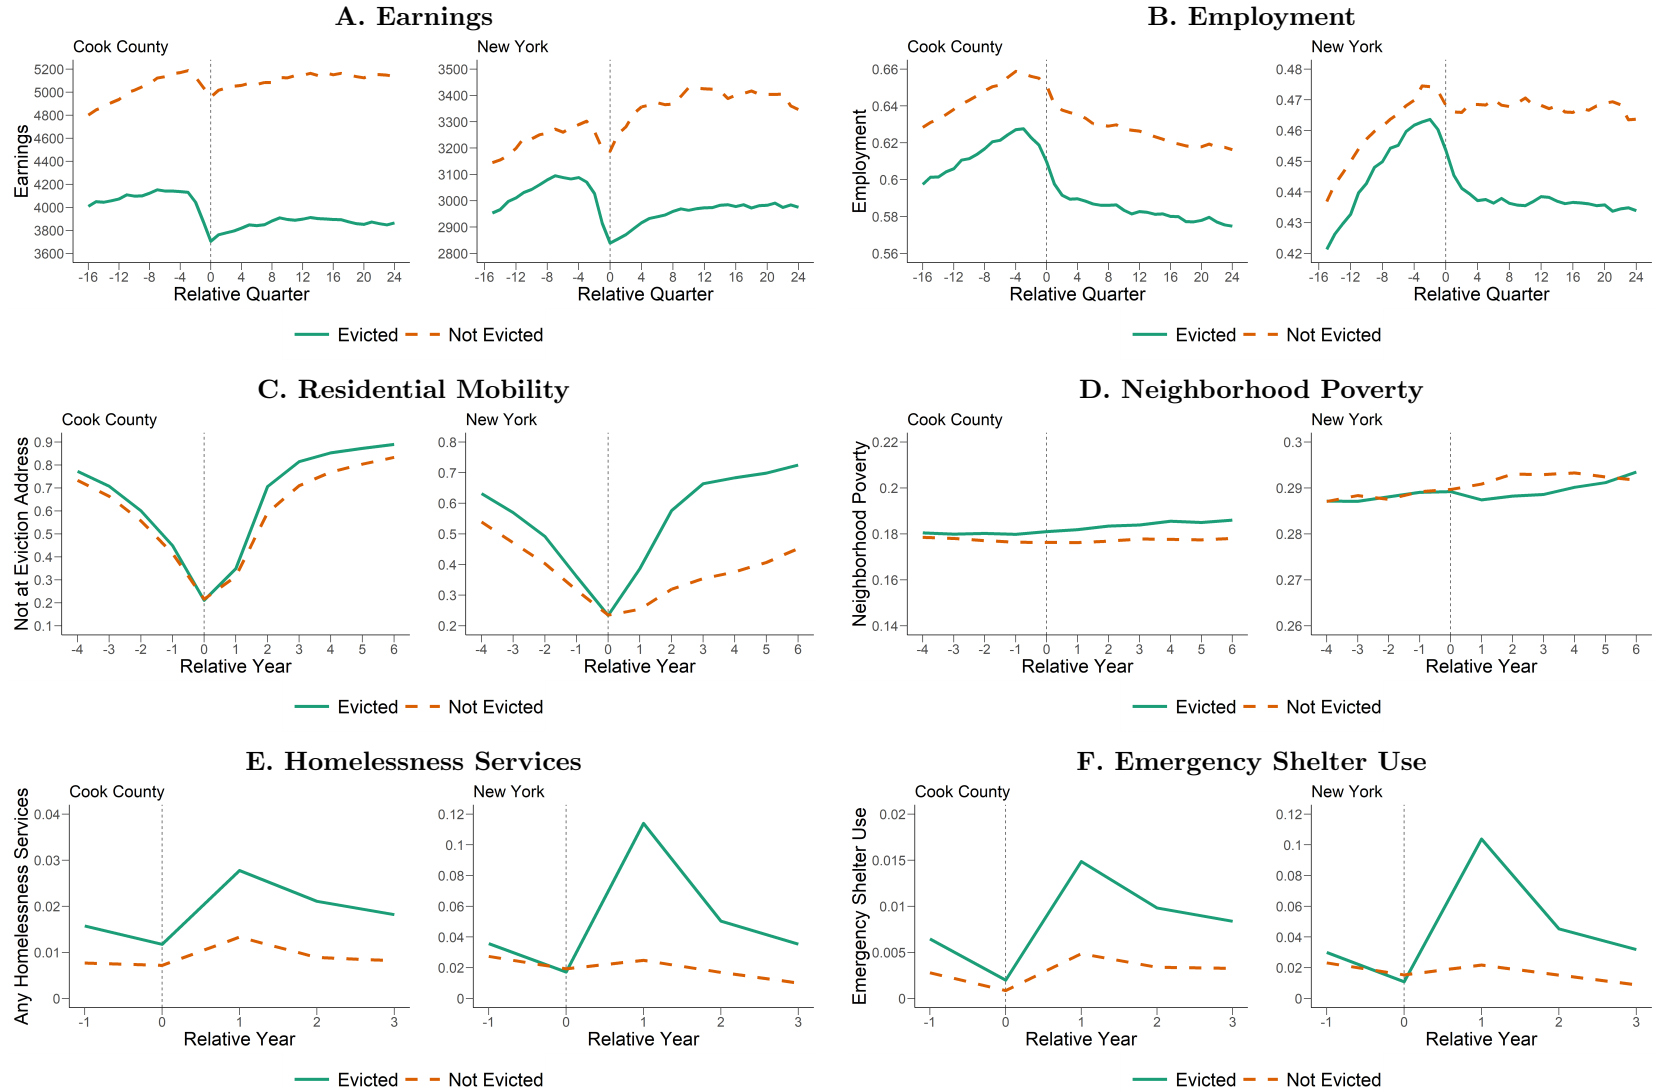 A. Earnings
Cook County
Earnings
5200
5000
4800
4600
4400
4200
4000
3800
3600
-16 -12 -8 -4 0 4 8 12 16 20 24
Relative Quarter
New York
3500
3400
3300
3200
3100
3000
2900
2800
-16 -12 -8 -4 0 4 8 12 16 20 24
Relative Quarter
Evicted Not Evicted
B. Employment
Cook County
Employment
0.66
0.64
0.62
0.6
0.58
0.56
-16 -12 -8 -4 0 4 8 12 16 20 24
Relative Quarter
New York
0.48
0.47
0.46
0.45
0.44
0.43
0.42
-16 -12 -8 -4 0 4 8 12 16 20 24
Relative Quarter
Evicted Not Evicted
C. Residential Mobility
Cook County
Not at Eviction Address
0.9
0.8
0.7
0.6
0.5
0.4
0.3
0.2
0.1
-4 -3 -2 -1 0 1 2 3 4 5 6
Relative Year
New York
0.8
0.7
0.6
0.5
0.4
0.3
0.2
-4 -3 -2 -1 0 1 2 3 4 5 6
Relative Year
Evicted Not Evicted
D. Neighborhood Poverty
Cook County
Neighborhood Poverty
0.22
0.2
0.18
0.16
0.14
-4 -3 -2 -1 0 1 2 3 4 5 6
Relative Year
New York
0.3
0.29
0.28
0.27
0.26
-4 -3 -2 -1 0 1 2 3 4 5 6
Relative Year
Evicted Not Evicted
E. Homelessness Services
Cook County
Any Homelessness Services
0.04
0.03
0.02
0.01
0
-1 0 1 2 3
Relative Year
New York
0.12
0.1
0.08
0.06
0.04
0.02
0
-1 0 1 2 3
Relative Year
Evicted Not Evicted
F. Emergency Shelter Use
Cook County
Emergency Shelter Use
0.02
0.015
0.01
0.005
0
-1 0 1 2 3
Relative Year
New York
0.12
0.1
0.08
0.06
0.04
0.02
0
-1 0 1 2 3
Relative Year
Evicted Not Evicted